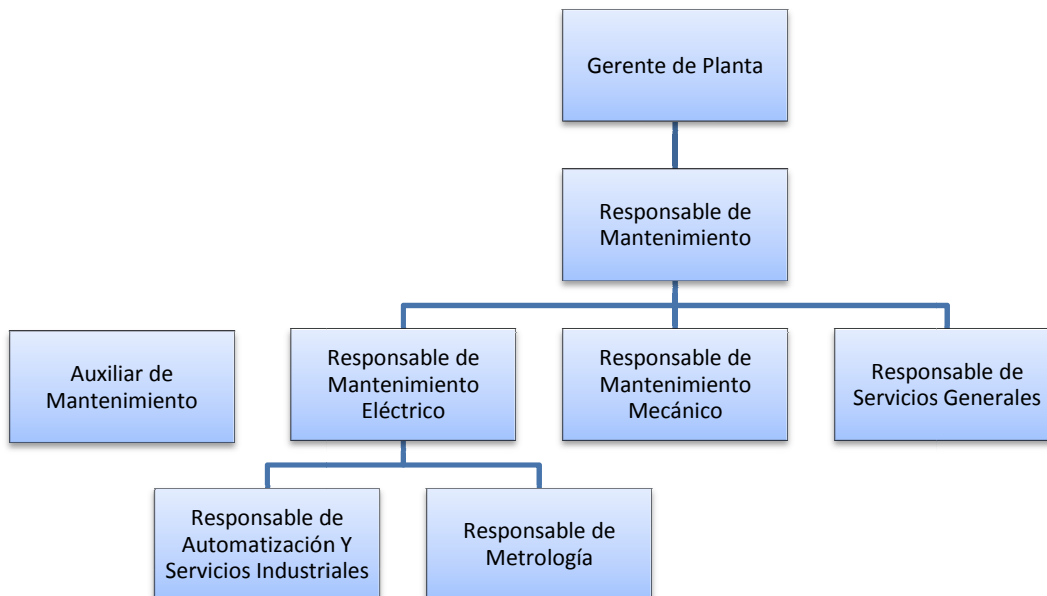 Gerente de Planta
Responsable de
Mantenimiento
Auxiliar de
Mantenimiento
Responsable de
Mantenimiento
Eléctrico
Responsable de
Mantenimiento
Mecánico
Responsable de
Servicios Generales
Responsable de
Automatización Y
Servicios Industriales
Responsable de
Metrología